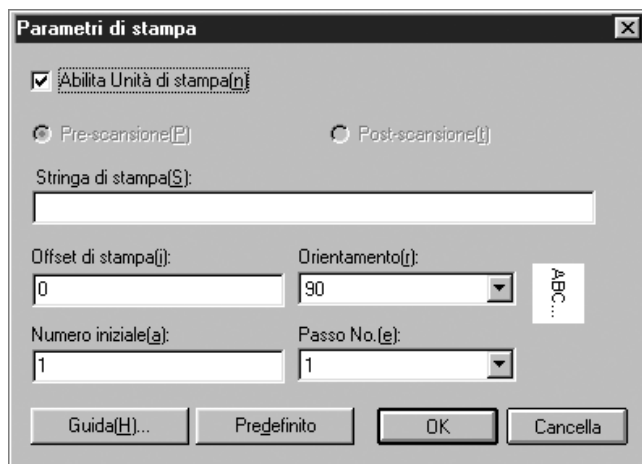 Parametri di stampa
Abilita Unità di stampa(n)
Pre-scansione(P) Post-scansione(t)
Stringa di stampa(S):
Offset di stampa(i): Orientamento(r):
0 90
ABC...
Numero iniziale(a): Passo No.(e):
1 1
Guida(H)... Predefinito OK Cancella